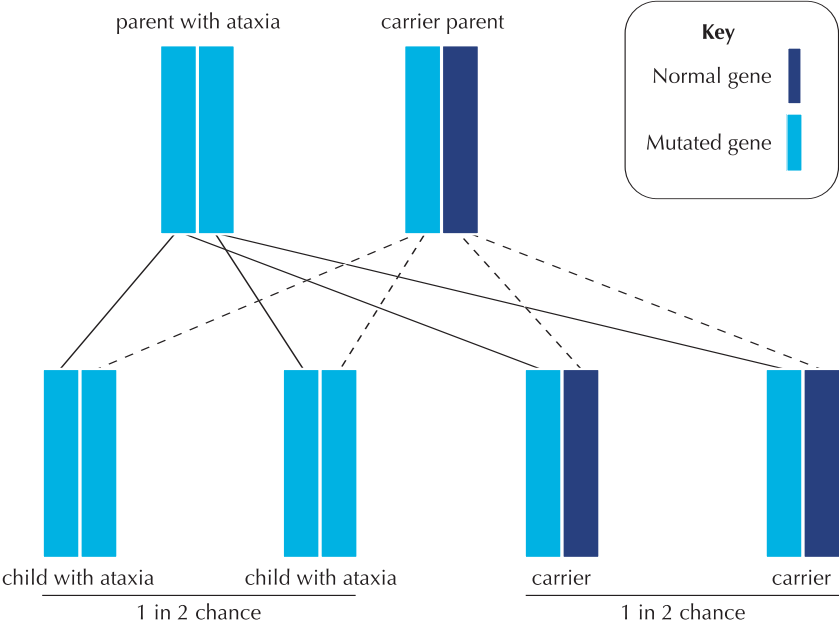 parent with ataxia
carrier parent
Key
Normal gene
Mutated gene
child with ataxia
child with ataxia
carrier
carrier
1 in 2 chance
1 in 2 chance